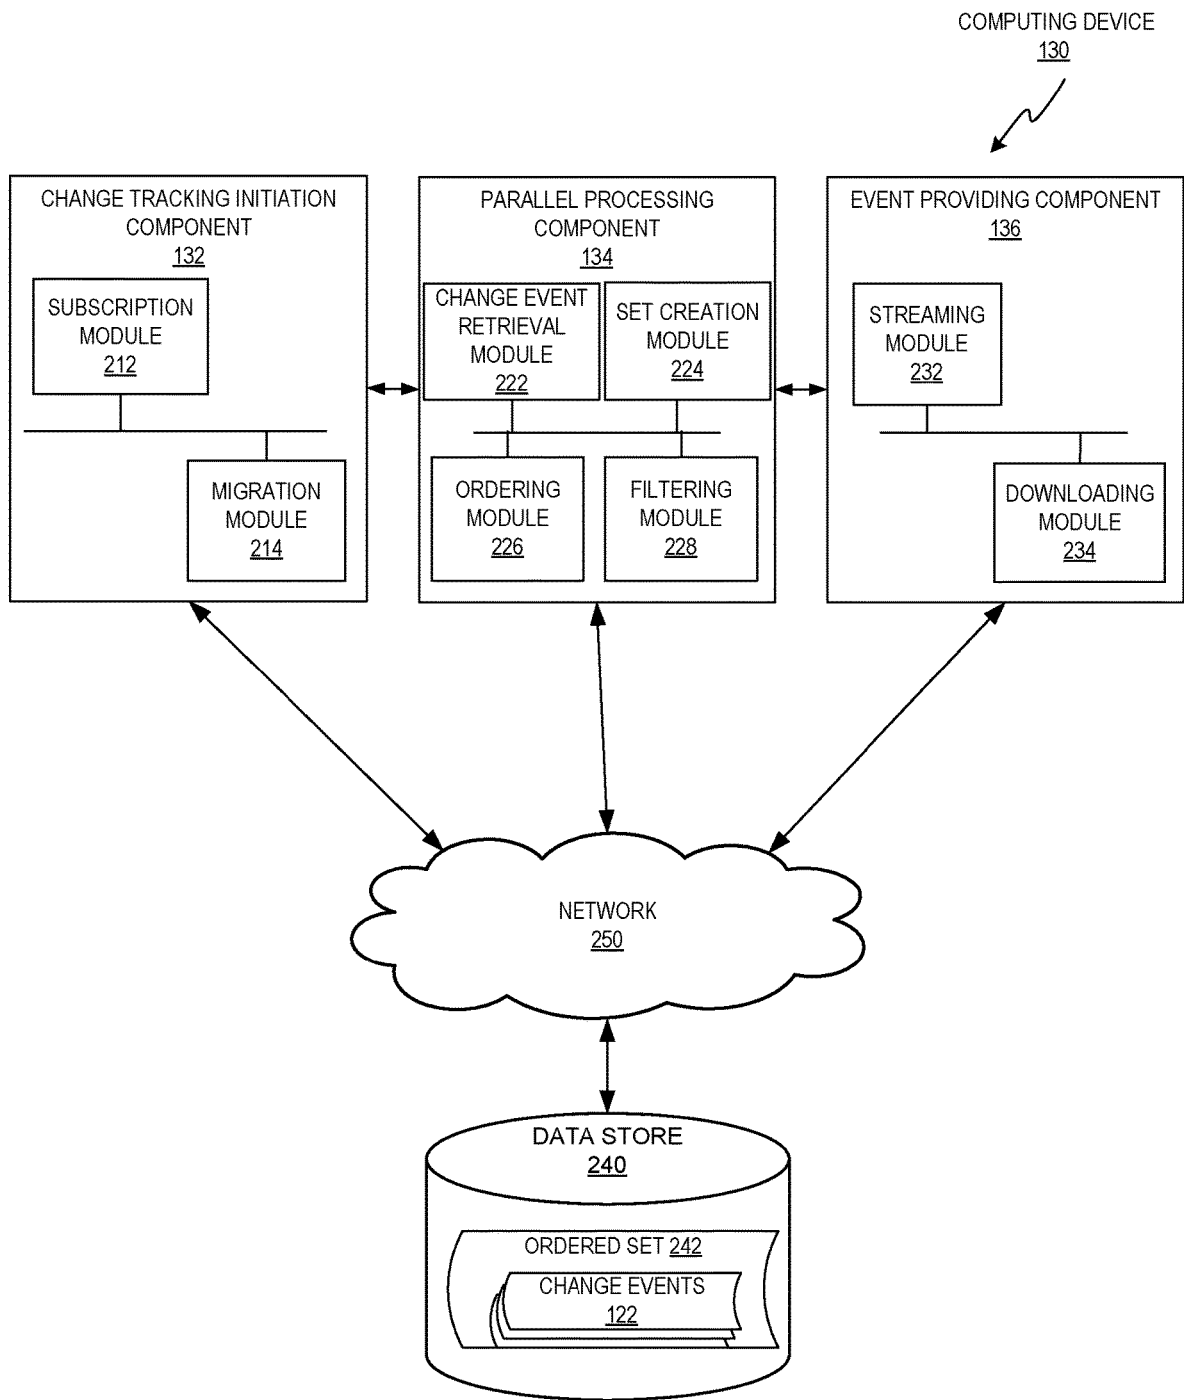 COMPUTING DEVICE
130
CHANGE TRACKING INITIATION
COMPONENT
132
SUBSCRIPTION
MODULE
212
MIGRATION
MODULE
214
PARALLEL PROCESSING
COMPONENT
134
CHANGE EVENT
RETRIEVAL
MODULE
222
SET CREATION
MODULE
224
ORDERING
MODULE
226
FILTERING
MODULE
228
EVENT PROVIDING COMPONENT
136
STREAMING
MODULE
232
DOWNLOADING
MODULE
234
NETWORK
250
DATA STORE
240
ORDERED SET 242
CHANGE EVENTS
122